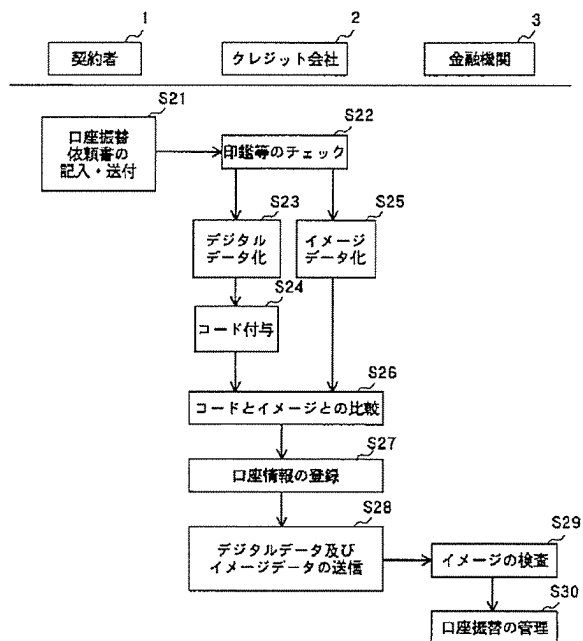 1
2
3
契約者
クレジット会社
金融機関
S21
口座振替
依頼書の
記入・送付
S22
印鑑等のチェック
S23
デジタル
データ化
S25
イメージ
データ化
S24
コード付与
S26
コードとイメージとの比較
S27
口座情報の登録
S28
デジタルデータ及び
イメージデータの送信
S29
イメージの検査
S30
口座振替の管理